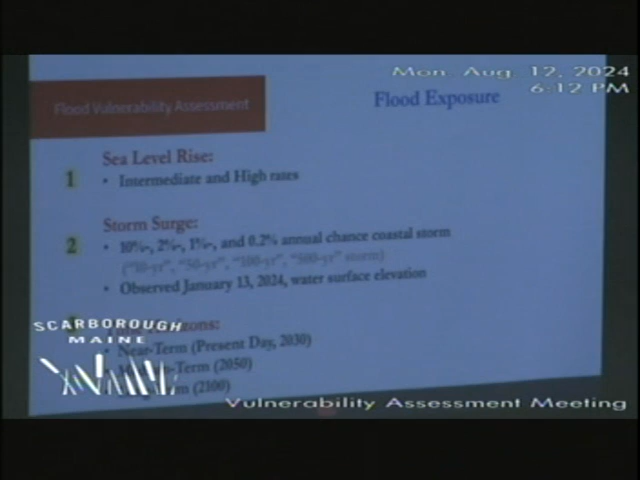 Mon. Aug. 12, 2024
6:12 PM
Flood Vulnerability Assessment
Flood Exposure
Sea Level Rise:
1
• Intermediate and High rates
Storm Surge:
2
• 10%-, 2%-, 1%-, and 0.2% annual chance coastal storm
("10-yr", "50-yr", "100-yr", "500-yr" storm)
• Observed January 13, 2024, water surface elevation
Horizons:
• Near-Term (Present Day, 2030)
-Term (2050)
(2100)
SCARBOROUGH
MAINE
Vulnerability Assessment Meeting